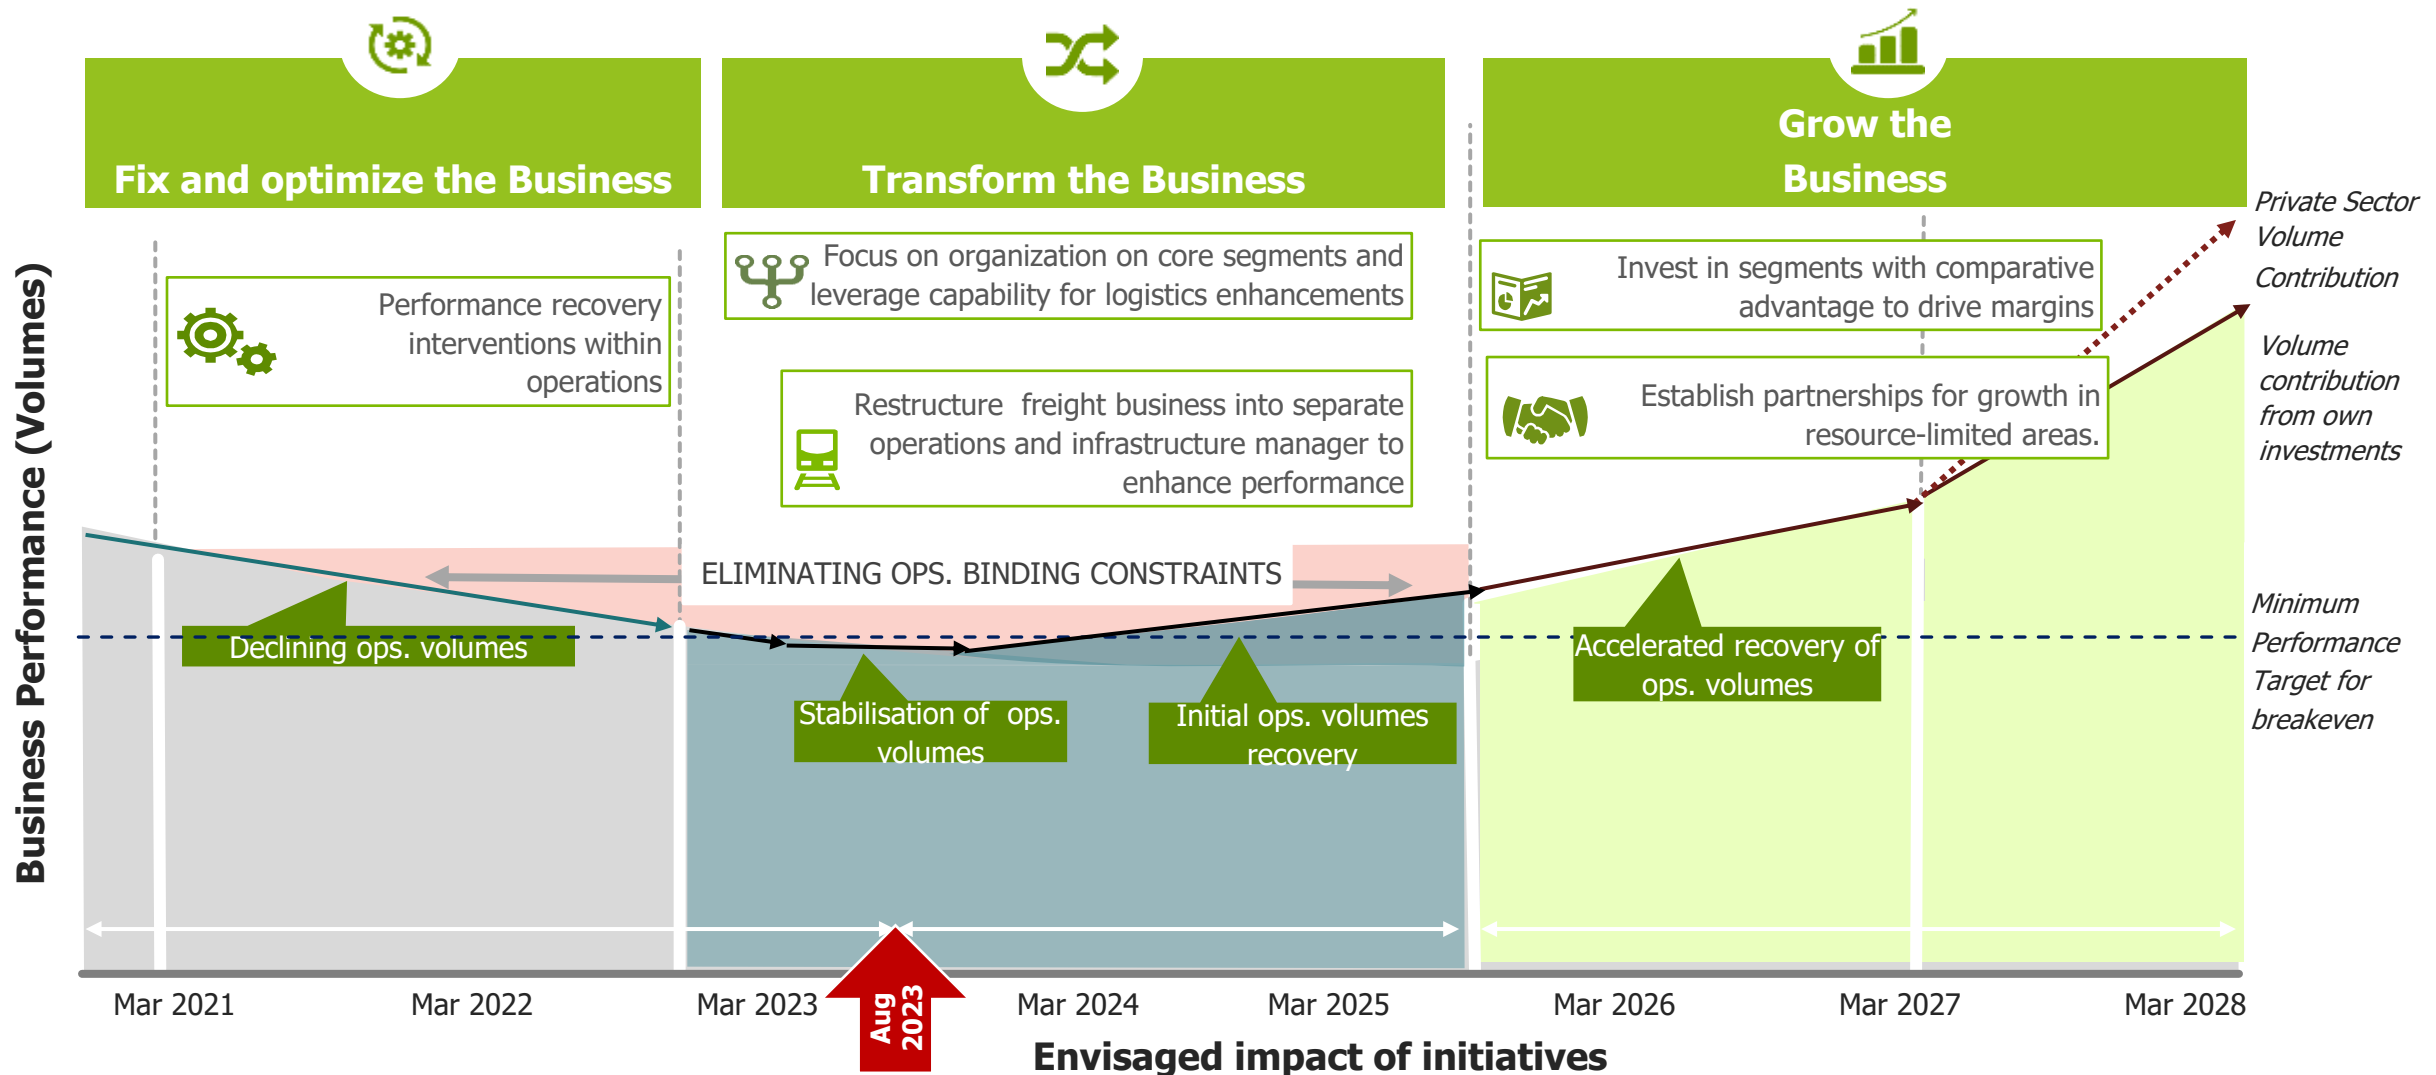 Fix and optimize the Business
Transform the Business
Grow the
Business
Performance recovery
interventions within
operations
Focus on organization on core segments and
leverage capability for logistics enhancements
Restructure freight business into separate
operations and infrastructure manager to
enhance performance
Invest in segments with comparative
advantage to drive margins
Establish partnerships for growth in
resource-limited areas.
Private Sector
Volume
Contribution
Volume
contribution
from own
investments
Minimum
Performance
Target for
breakeven
Business Performance (Volumes)
ELIMINATING OPS. BINDING CONSTRAINTS
Declining ops. volumes
Stabilisation of ops.
volumes
Initial ops. volumes
recovery
Accelerated recovery of
ops. volumes
Mar 2021
Mar 2022
Mar 2023
Aug
2023
Mar 2024
Mar 2025
Mar 2026
Mar 2027
Mar 2028
Envisaged impact of initiatives